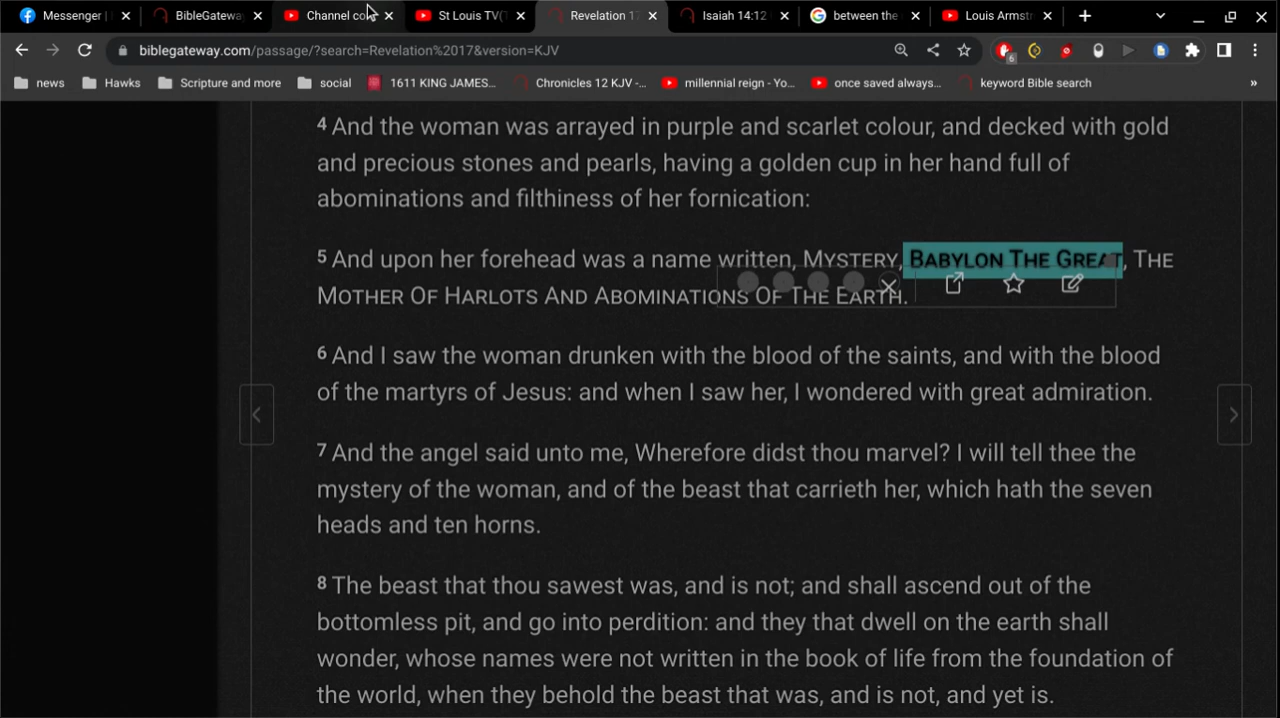 Messenger |
BibleGateway
Channel co
St Louis TV(
Revelation 17
Isaiah 14:12
between the
Louis Armst
biblegateway.com/passage/?search=Revelation%2017&version=KJV
6
news
Hawks
Scripture and more
social
1611 KING JAMES...
Chronicles 12 KJV -...
millennial reign - Yo...
once saved always...
keyword Bible search
»
4 And the woman was arrayed in purple and scarlet colour, and decked with gold
and precious stones and pearls, having a golden cup in her hand full of
abominations and filthiness of her fornication:
5 And upon her forehead was a name written, MYSTERY, BABYLON THE GREAT, THE
MOTHER OF HARLOTS AND ABOMINATIONS OF THE EARTH.
6 And I saw the woman drunken with the blood of the saints, and with the blood
of the martyrs of Jesus: and when I saw her, I wondered with great admiration.
7 And the angel said unto me, Wherefore didst thou marvel? I will tell thee the
mystery of the woman, and of the beast that carrieth her, which hath the seven
heads and ten horns.
8 The beast that thou sawest was, and is not; and shall ascend out of the
bottomless pit, and go into perdition: and they that dwell on the earth shall
wonder, whose names were not written in the book of life from the foundation of
the world, when they behold the beast that was, and is not, and yet is.